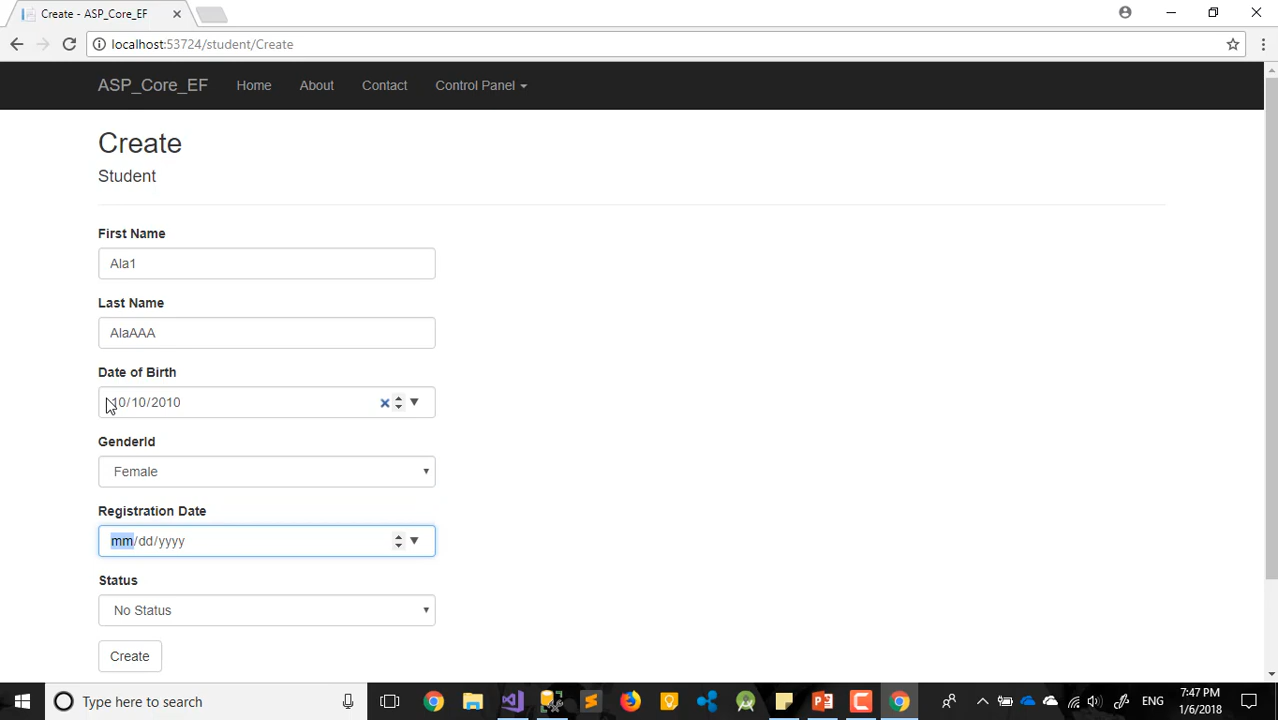 Create - ASP_Core_EF
localhost:53724/student/Create
ASP_Core_EF Home About Contact Control Panel
Create
Student
First Name
Ala1
Last Name
AlaAAA
Date of Birth
10/10/2010
GenderId
Female
Registration Date
mm/dd/yyyy
Status
No Status
Create
Type here to search
ENG
7:47 PM
1/6/2018